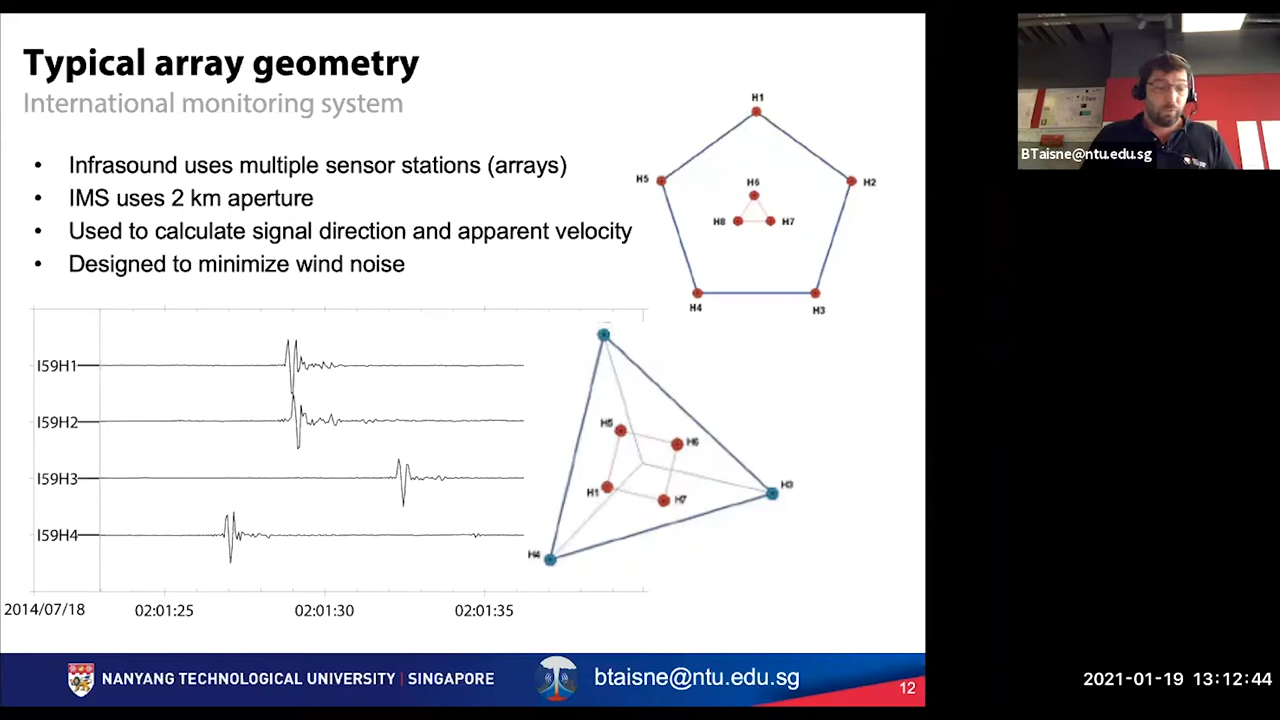 Typical array geometry
International monitoring system
• Infrasound uses multiple sensor stations (arrays)
• IMS uses 2 km aperture
• Used to calculate signal direction and apparent velocity
• Designed to minimize wind noise
H1
H5
H2
H6
H8
H7
H4
H3
I59H1
I59H2
I59H3
I59H4
2014/07/18
02:01:25
02:01:30
02:01:35
H5
H6
H1
H7
H3
H4
NANYANG TECHNOLOGICAL UNIVERSITY | SINGAPORE
btaisne@ntu.edu.sg
12
BTaisne@ntu.edu.sg
2021-01-19 13:12:44